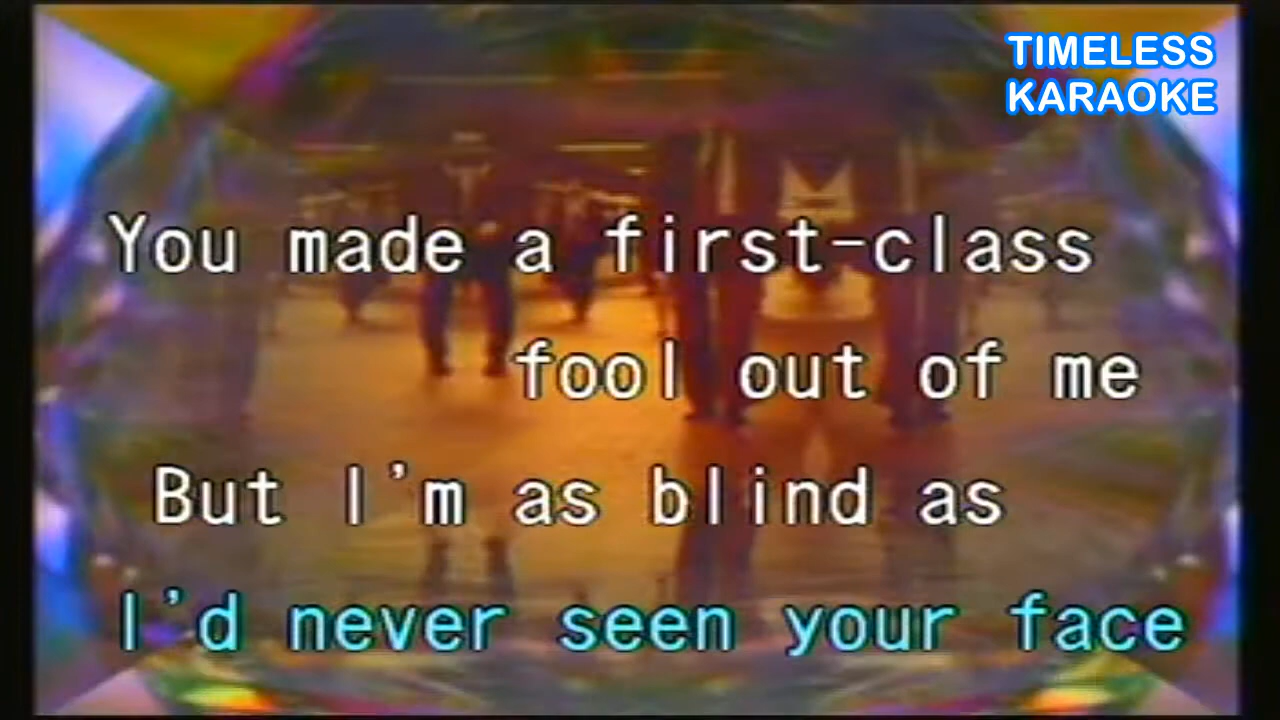 TIMELESS
KARAOKE
You made a first-class
fool out of me
But I'm as blind as
I'd never seen your face